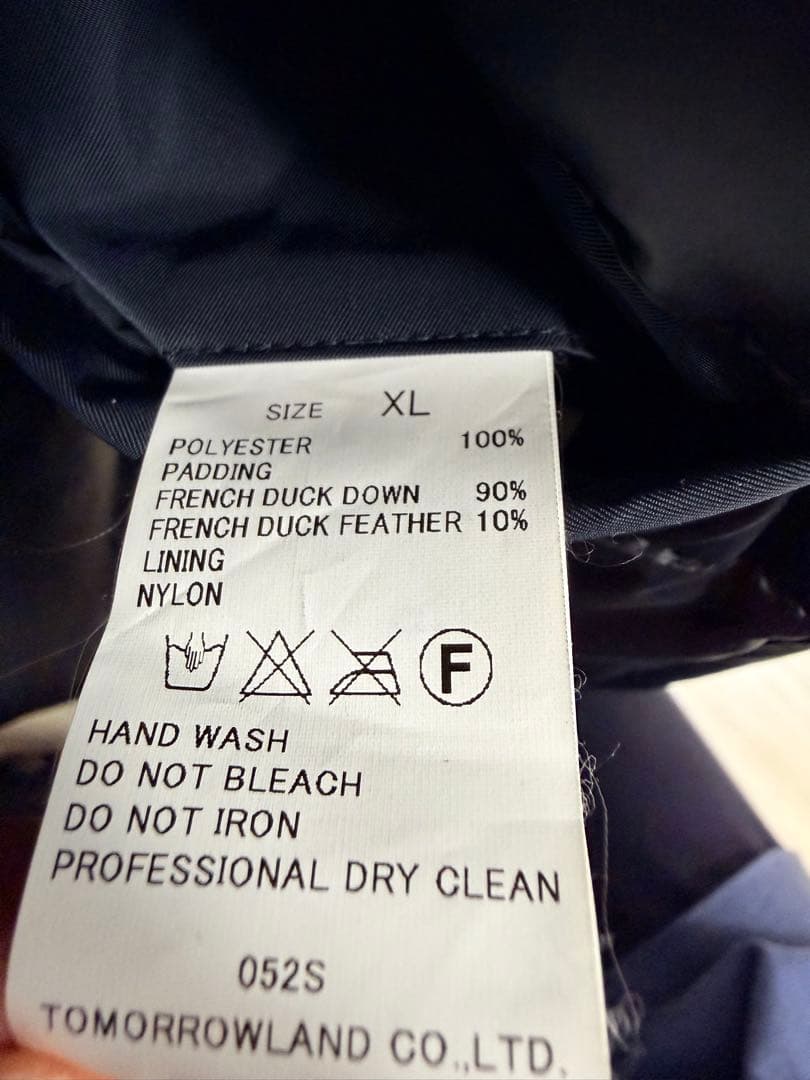 SIZE XL
POLYESTER 100%
PADDING
FRENCH DUCK DOWN 90%
FRENCH DUCK FEATHER 10%
LINING
NYLON
F
HAND WASH
DO NOT BLEACH
DO NOT IRON
PROFESSIONAL DRY CLEAN
052S
TOMORROWLAND CO.,LTD.